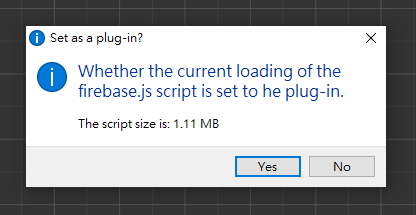 Set as a plug-in?
Whether the current loading of the
firebase.js script is set to he plug-in.
The script size is: 1.11 MB
Yes No